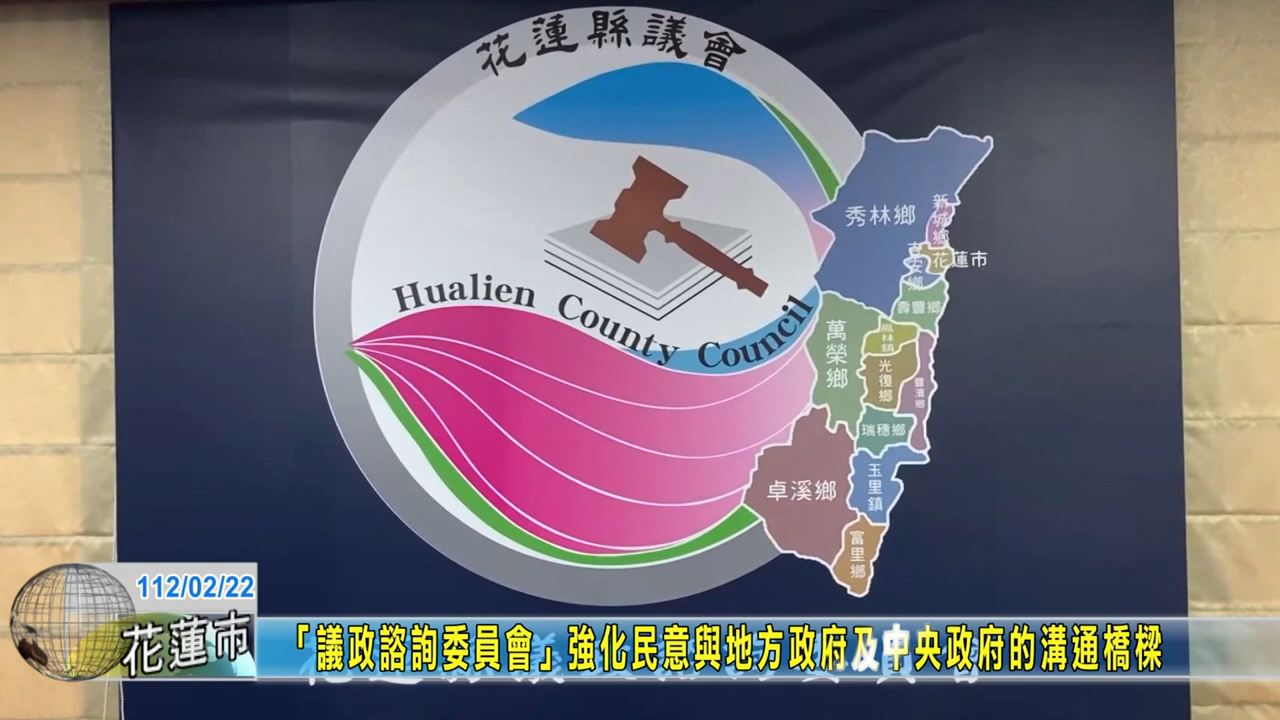 花蓮縣議會
Hualien County Council
秀林鄉
新城鄉
吉安鄉
花蓮市
壽豐鄉
萬榮鄉
鳳林鎮
光復鄉
豐濱鄉
瑞穗鄉
卓溪鄉
玉里鎮
富里鄉
112/02/22
花蓮市
「議政諮詢委員會」強化民意與地方政府及中央政府的溝通橋樑